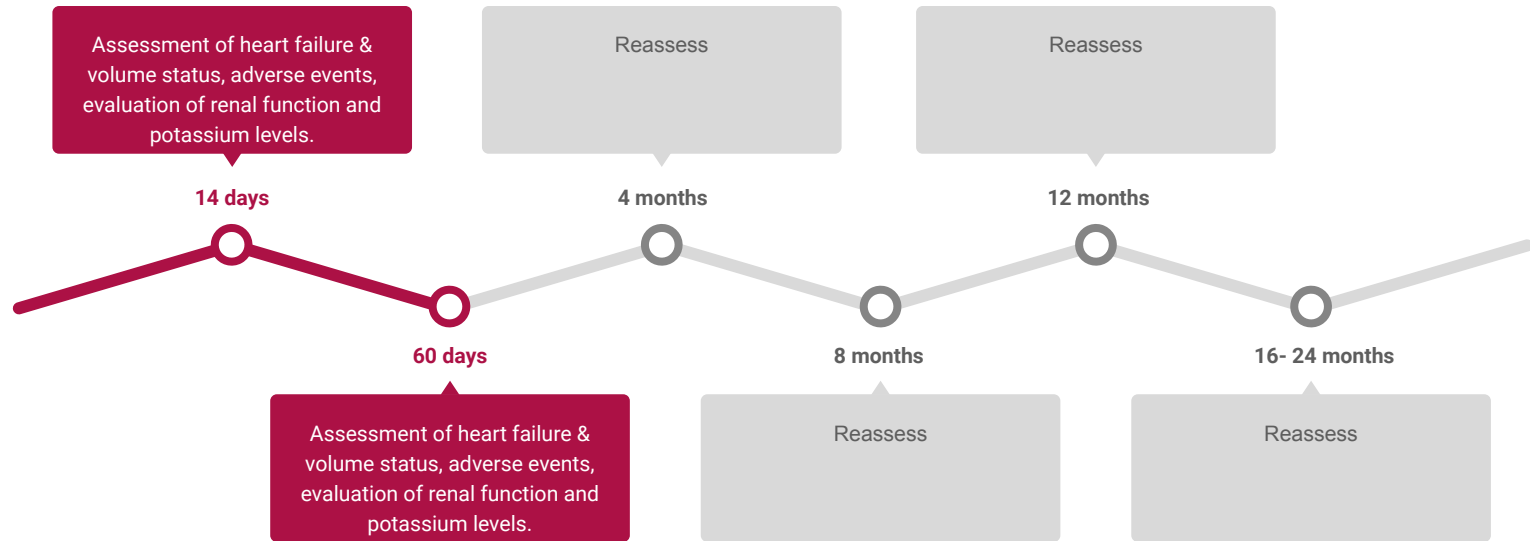 Assessment of heart failure &
volume status, adverse events,
evaluation of renal function and
potassium levels.
Reassess
Reassess
14 days
4 months
12 months
60 days
8 months
16- 24 months
Assessment of heart failure &
volume status, adverse events,
evaluation of renal function and
potassium levels.
Reassess
Reassess